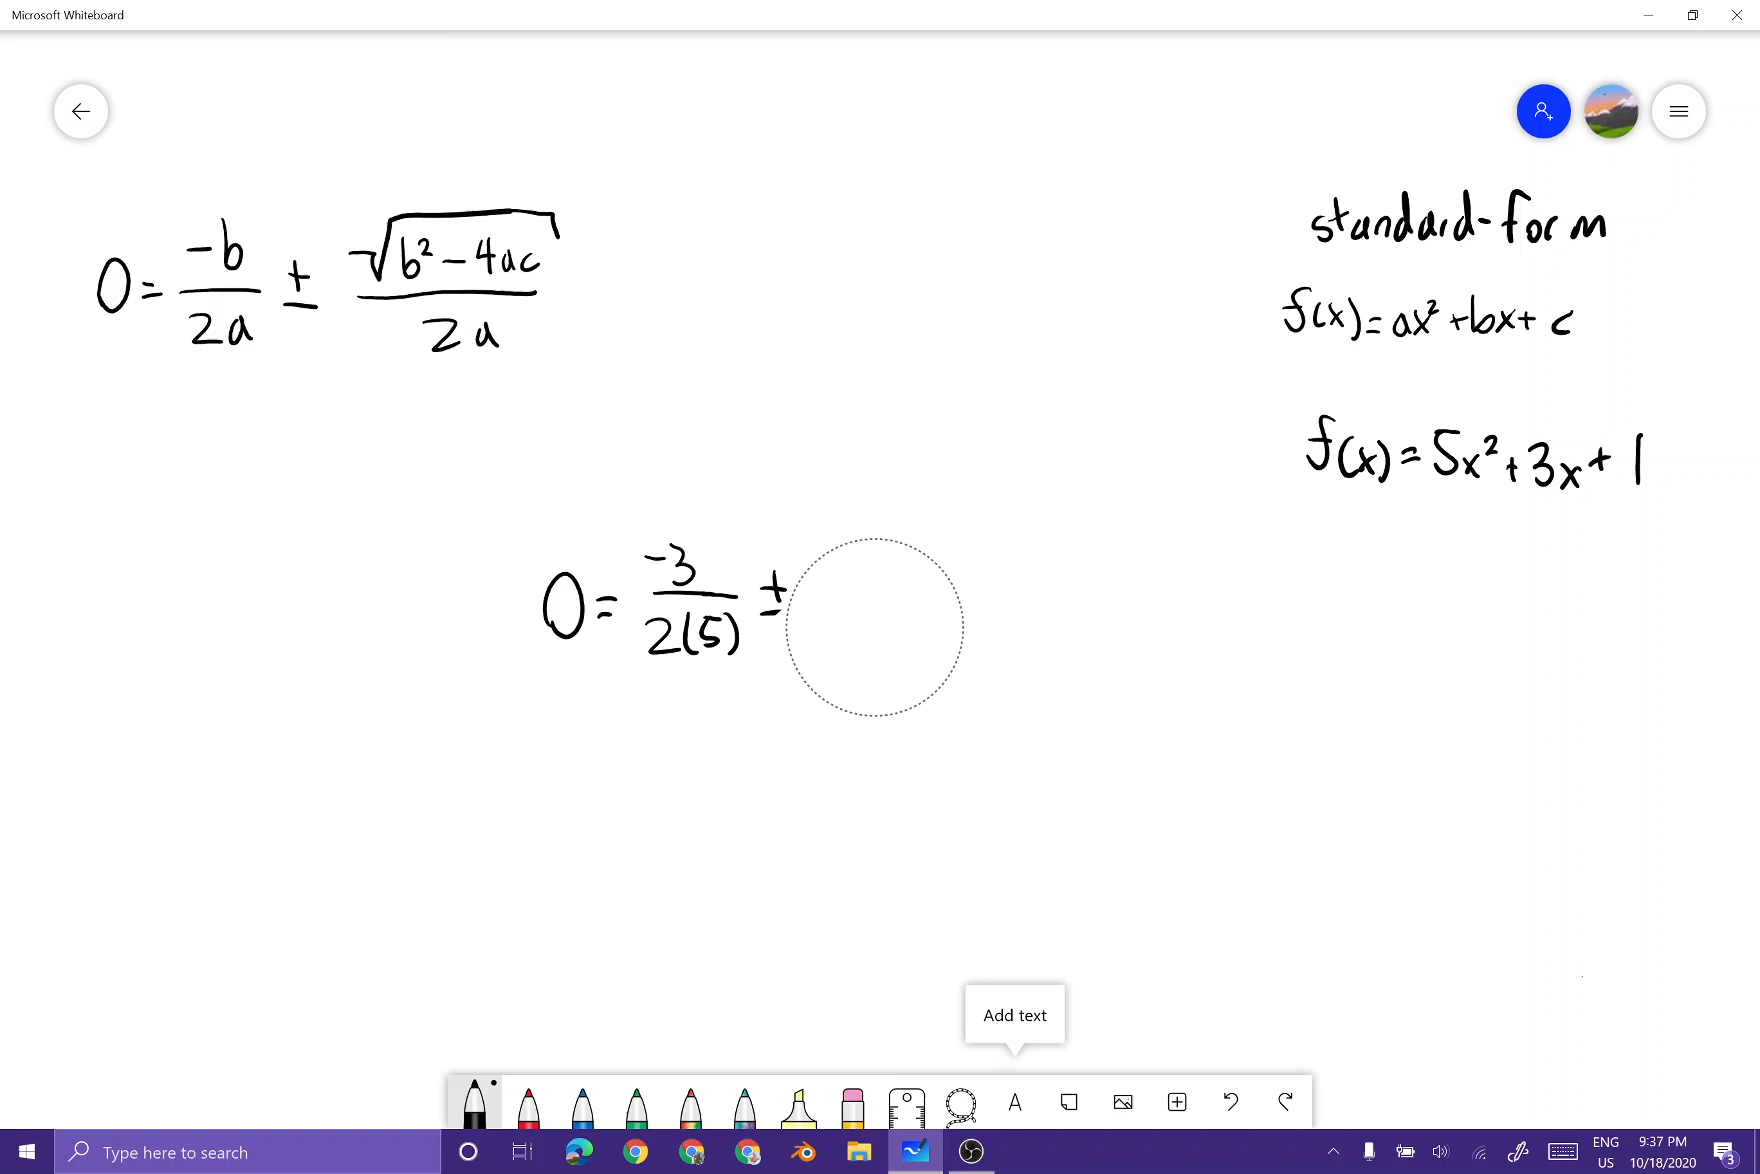 Microsoft Whiteboard
0 = -b/2a ± √(b² - 4ac)/2a
standard-form
f(x) = ax² + bx + c
f(x) = 5x² + 3x + 1
0 = -3/2(5) ±
Add text
A
Type here to search
ENG
US
9:37 PM
10/18/2020
3